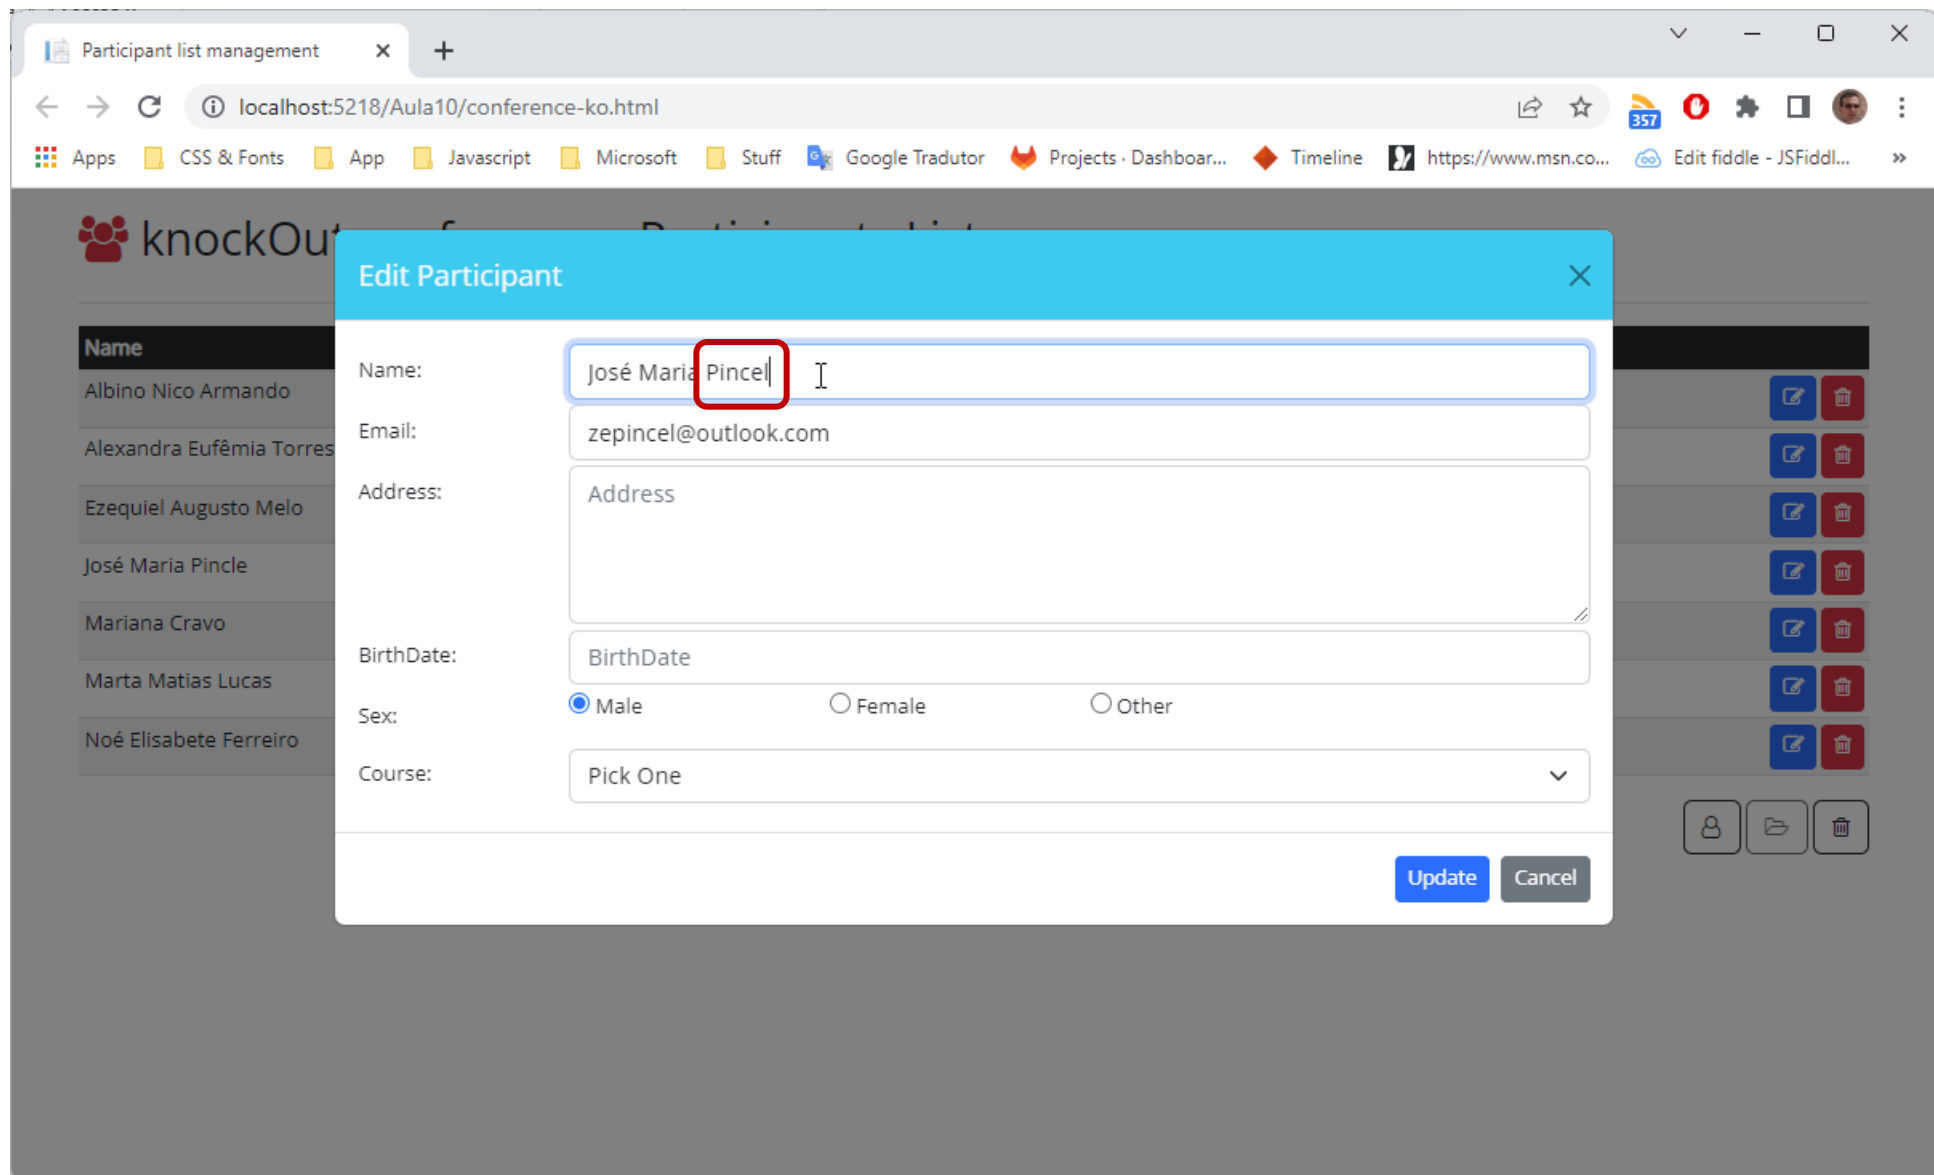 Participant list management
localhost:5218/Aula10/conference-ko.html
357
Apps CSS & Fonts App Javascript Microsoft Stuff Google Tradutor Projects · Dashboar... Timeline https://www.msn.co... Edit fiddle - JSFiddl... »
knockOut
Edit Participant
Name
Name: José Maria Pincel
Albino Nico Armando
Email: zepincel@outlook.com
Alexandra Eufêmia Torres
Address: Address
Ezequiel Augusto Melo
José Maria Pincle
Mariana Cravo
BirthDate: BirthDate
Marta Matias Lucas
Sex: Male Female Other
Noé Elisabete Ferreiro
Course: Pick One
Update Cancel